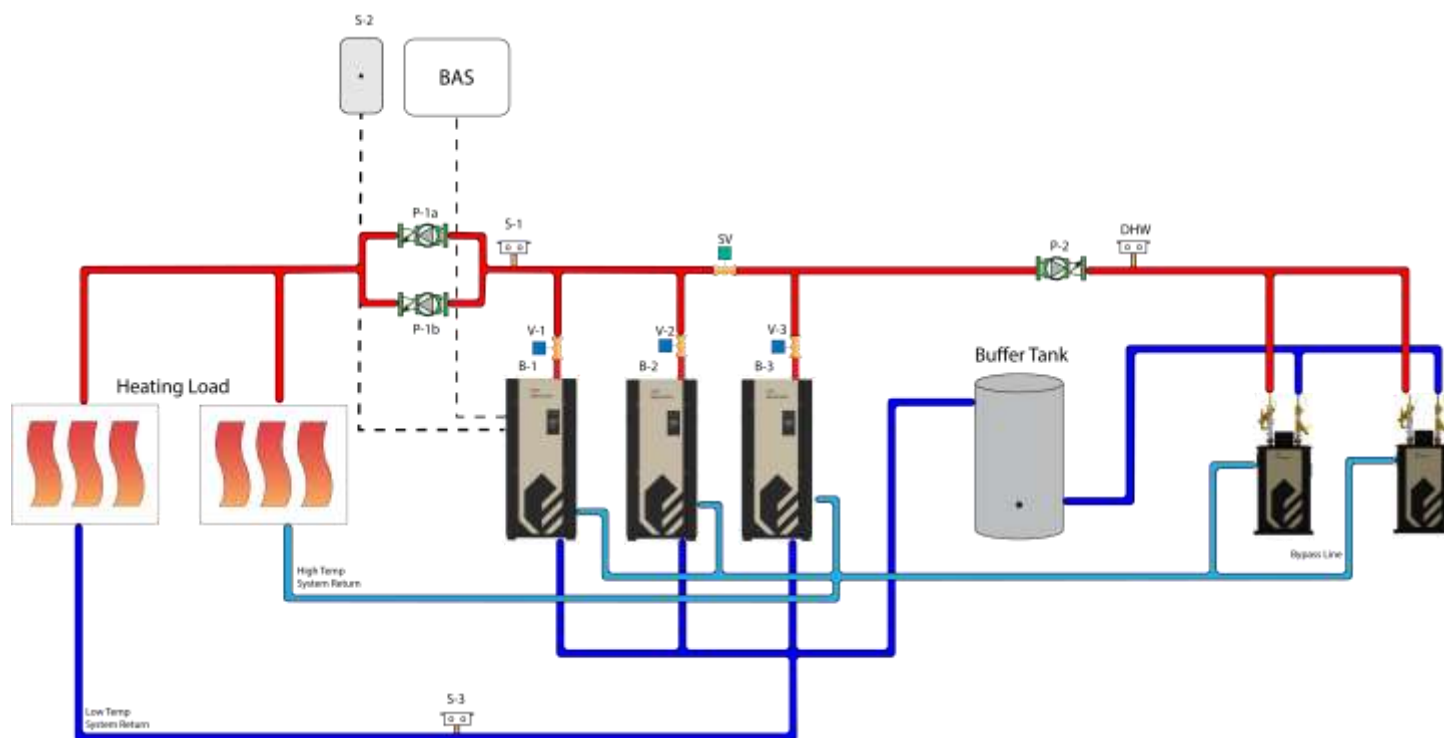 S-2
BAS
P-1a
S-1
SV
P-2
DHW
P-1b
V-1
V-2
V-3
B-1
B-2
B-3
Buffer Tank
Heating Load
Bypass Line
High Temp
System Return
Low Temp
System Return
S-3